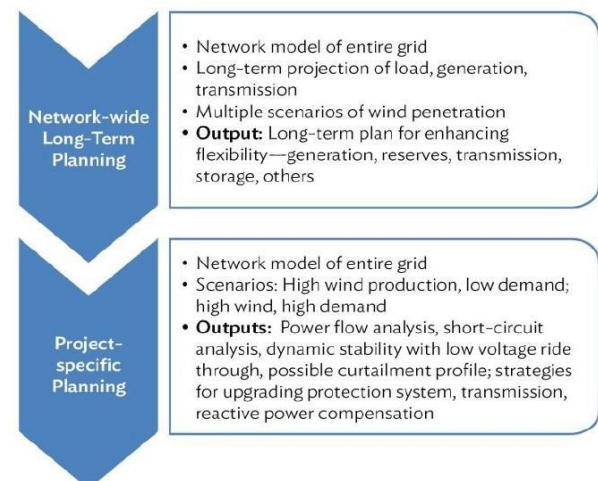 Network-wide
Long-Term
Planning
• Network model of entire grid
• Long-term projection of load, generation,
transmission
• Multiple scenarios of wind penetration
• Output: Long-term plan for enhancing
flexibility—generation, reserves, transmission,
storage, others
Project-
specific
Planning
• Network model of entire grid
• Scenarios: High wind production, low demand;
high wind, high demand
• Outputs: Power flow analysis, short-circuit
analysis, dynamic stability with low voltage ride
through, possible curtailment profile; strategies
for upgrading protection system, transmission,
reactive power compensation